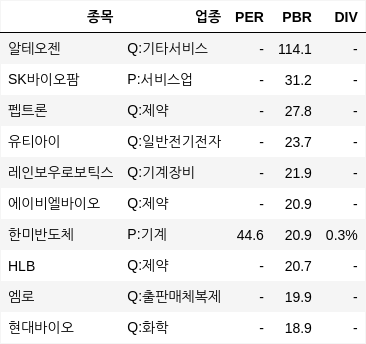 종목 업종 PER PBR DIV
알테오젠 Q:기타서비스 - 114.1 -
SK바이오팜 P:서비스업 - 31.2 -
펩트론 Q:제약 - 27.8 -
유티아이 Q:일반전기전자 - 23.7 -
레인보우로보틱스 Q:기계장비 - 21.9 -
에이비엘바이오 Q:제약 - 20.9 -
한미반도체 P:기계 44.6 20.9 0.3%
HLB Q:제약 - 20.7 -
엠로 Q:출판매체복제 - 19.9 -
현대바이오 Q:화학 - 18.9 -